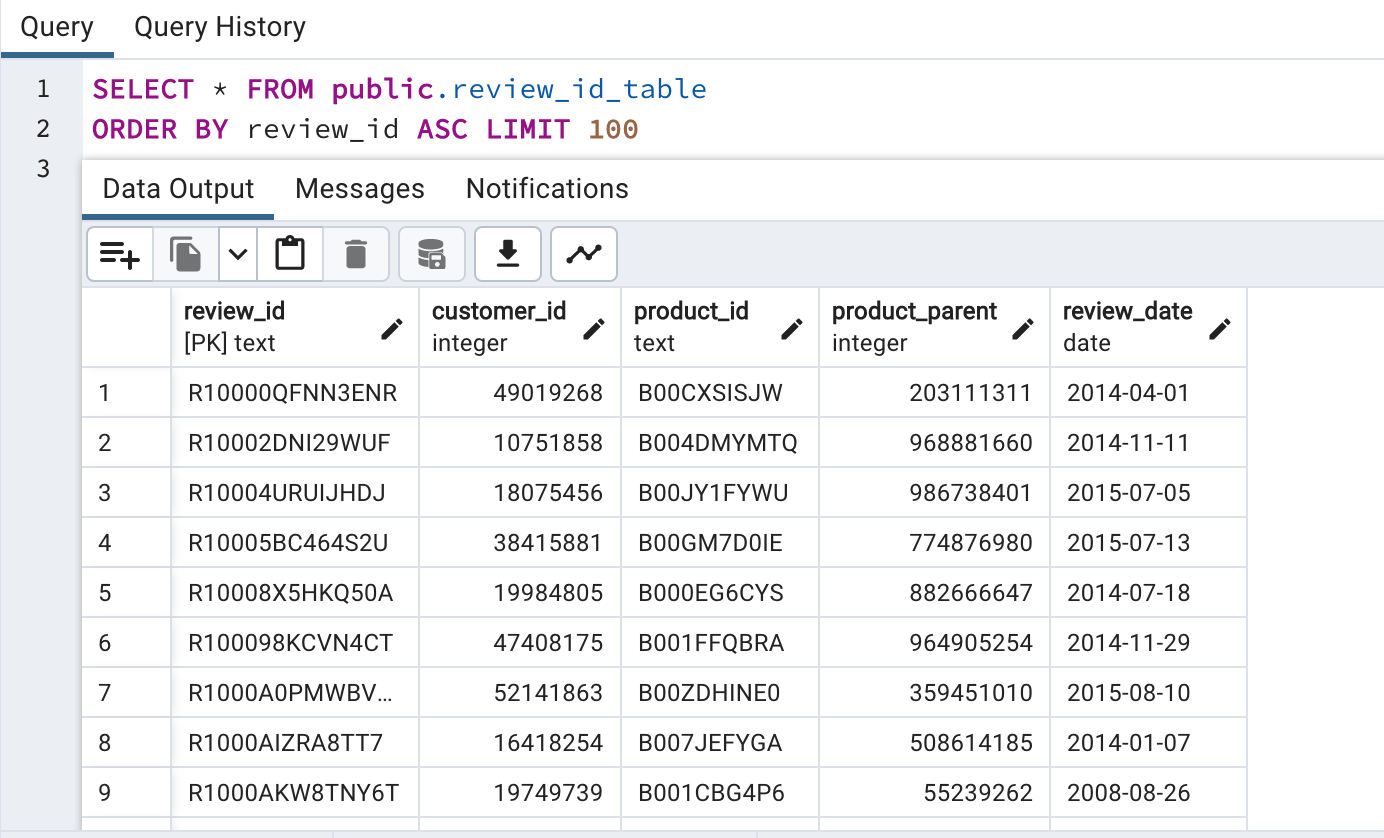 Query Query History
1 SELECT * FROM public.review_id_table
2 ORDER BY review_id ASC LIMIT 100
3
Data Output Messages Notifications
review_id customer_id product_id product_parent review_date
[PK] text integer text integer date
1 R10000QFNN3ENR 49019268 B00CXSISJW 203111311 2014-04-01
2 R10002DNI29WUF 10751858 B004DMYMTQ 968881660 2014-11-11
3 R10004URUIJHDJ 18075456 B00JY1FYWU 986738401 2015-07-05
4 R10005BC464S2U 38415881 B00GM7D0IE 774876980 2015-07-13
5 R10008X5HKQ50A 19984805 B000EG6CYS 882666647 2014-07-18
6 R100098KCVN4CT 47408175 B001FFQBRA 964905254 2014-11-29
7 R1000A0PMWBV… 52141863 B00ZDHINE0 359451010 2015-08-10
8 R1000AIZRA8TT7 16418254 B007JEFYGA 508614185 2014-01-07
9 R1000AKW8TNY6T 19749739 B001CBG4P6 55239262 2008-08-26